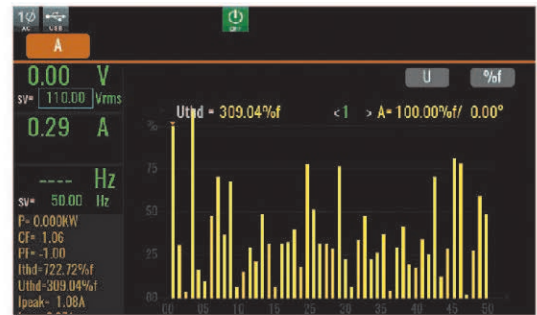 1Ø
AC USB OFF
A
0.00 V
sv= 110.00 Vrms
0.29 A
---- Hz
sv= 50.00 Hz
P= 0.000KW
CF= 1.06
PF= -1.00
Ithd=722.72%f
Uthd=309.04%f
Ipeak= 1.08A
U %f
Uthd = 309.04%f <1 > A= 100.00%f/ 0.00°
%
75
50
25
00
00 05 10 15 20 25 30 35 40 45 50